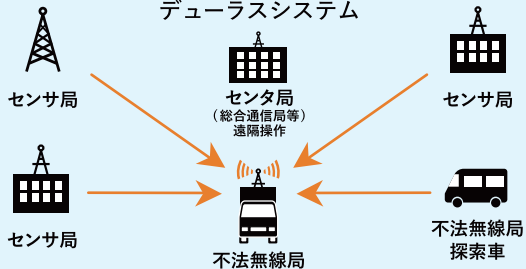 デューラスシステム
センサ局
センタ局
（総合通信局等）
遠隔操作
センサ局
センサ局
不法無線局
不法無線局
探索車